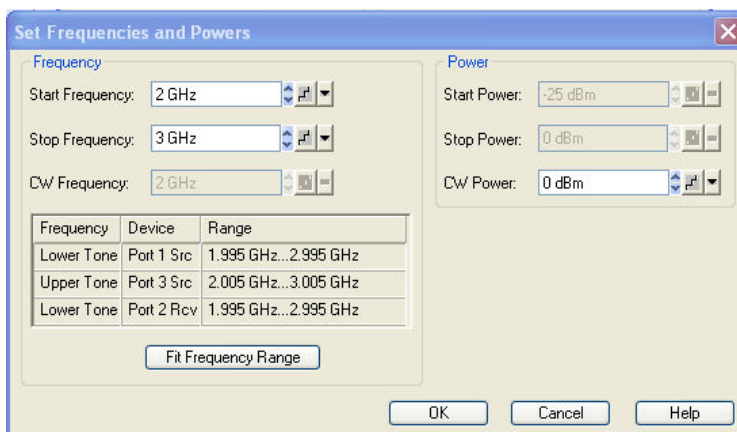 Set Frequencies and Powers
Frequency
Start Frequency: 2 GHz
Stop Frequency: 3 GHz
CW Frequency: 2 GHz
Frequency Device Range
Lower Tone Port 1 Src 1.995 GHz...2.995 GHz
Upper Tone Port 3 Src 2.005 GHz...3.005 GHz
Lower Tone Port 2 Rcv 1.995 GHz...2.995 GHz
Fit Frequency Range
Power
Start Power: -25 dBm
Stop Power: 0 dBm
CW Power: 0 dBm
OK Cancel Help